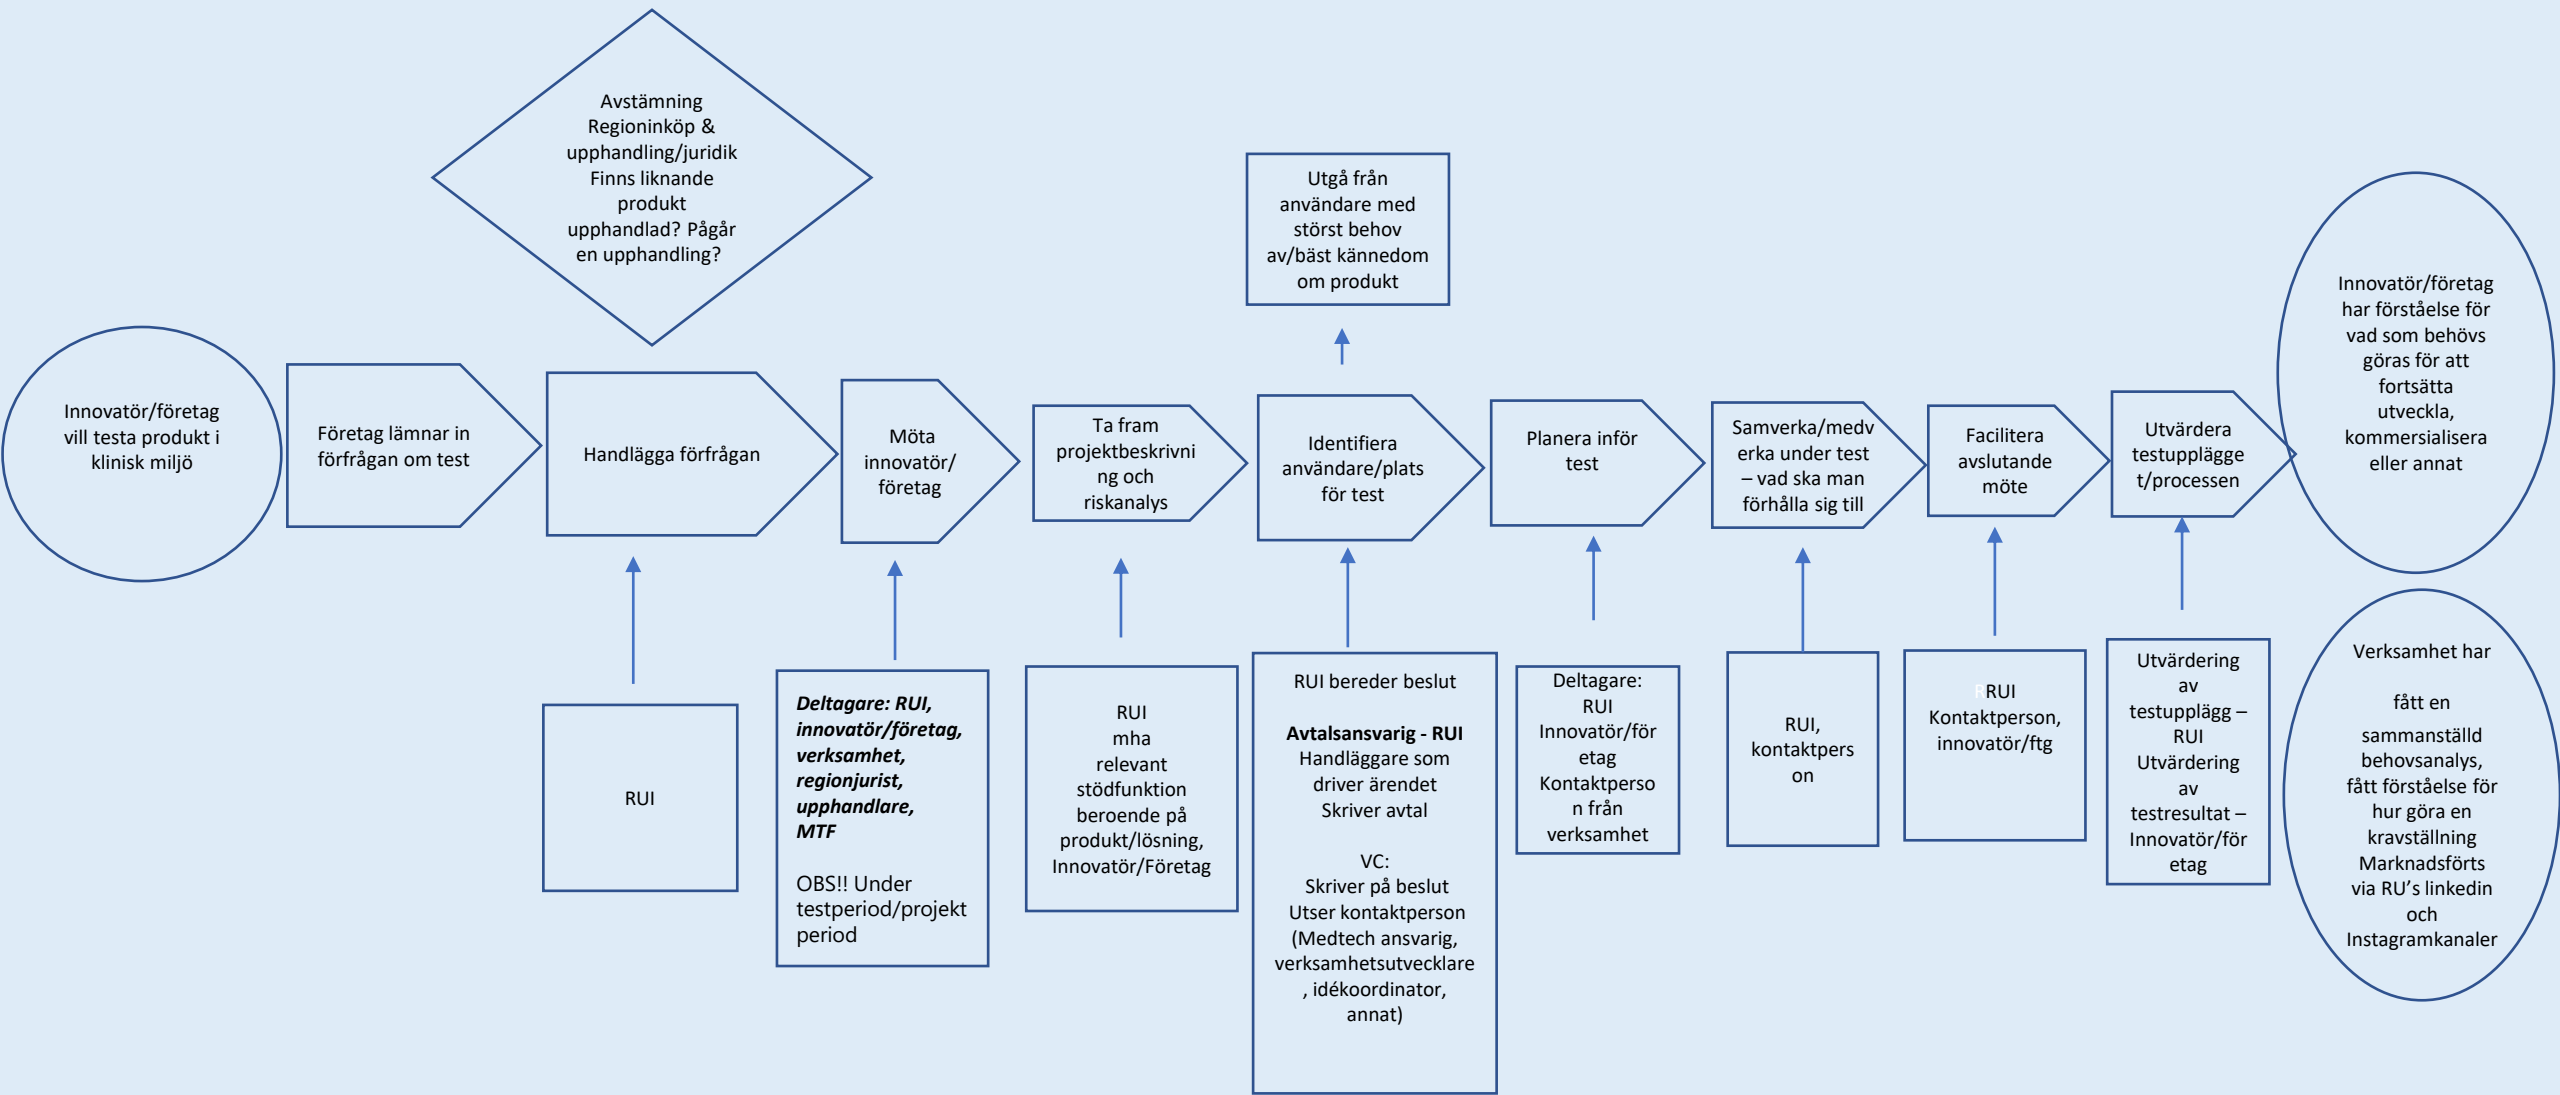 Avstämning
Regioninköp &
upphandling/juridik
Finns liknande
produkt
upphandlad? Pågår
en upphandling?
Utgå från
användare med
störst behov
av/bäst kännedom
om produkt
Innovatör/företag
vill testa produkt i
klinisk miljö
Företag lämnar in
förfrågan om test
Handlägga förfrågan
Möta
innovatör/
företag
Ta fram
projektbeskrivni
ng och
riskanalys
Identifiera
användare/plats
för test
Planera inför
test
Samverka/medv
erka under test
– vad ska man
förhålla sig till
Facilitera
avslutande
möte
Utvärdera
testupplägge
t/processen
Innovatör/företag
har förståelse för
vad som behövs
göras för att
fortsätta
utveckla,
kommersialisera
eller annat
RUI
Deltagare: RUI,
innovatör/företag,
verksamhet,
regionjurist,
upphandlare,
MTF
OBS!! Under
testperiod/projekt
period
RUI
mha
relevant
stödfunktion
beroende på
produkt/lösning,
Innovatör/Företag
RUI bereder beslut
Avtalsansvarig - RUI
Handläggare som
driver ärendet
Skriver avtal
VC:
Skriver på beslut
Utser kontaktperson
(Medtech ansvarig,
verksamhetsutvecklare
, idékoordinator,
annat)
Deltagare:
RUI
Innovatör/för
etag
Kontaktperso
n från
verksamhet
RUI,
kontaktpers
on
RRUI
Kontaktperson,
innovatör/ftg
Utvärdering
av
testupplägg –
RUI
Utvärdering
av
testresultat –
Innovatör/för
etag
Verksamhet har
fått en
sammanställd
behovsanalys,
fått förståelse för
hur göra en
kravställning
Marknadsförts
via RU’s linkedin
och
Instagramkanaler